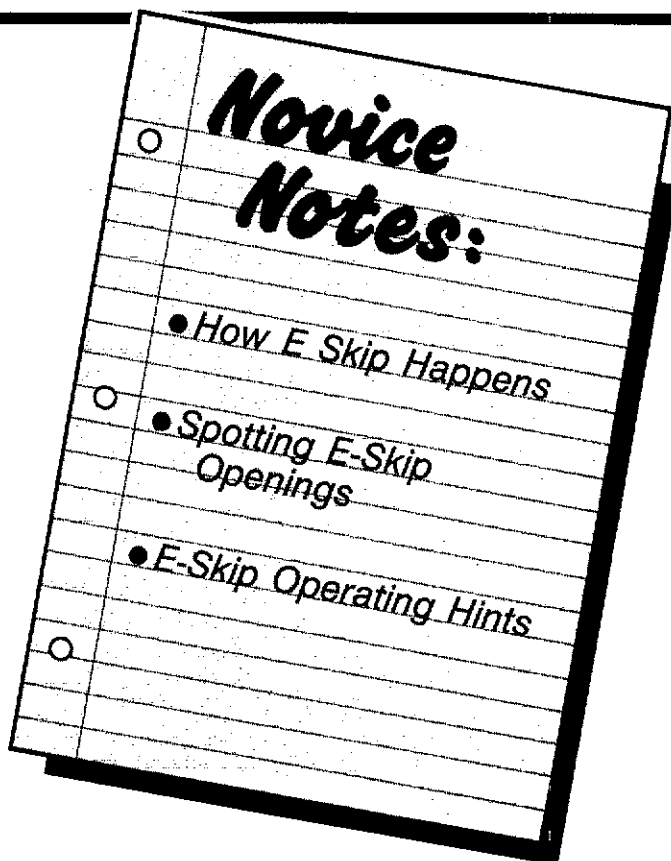 Novice
Notes:
• How E Skip Happens
• Spotting E-Skip
Openings
• E-Skip Operating Hints